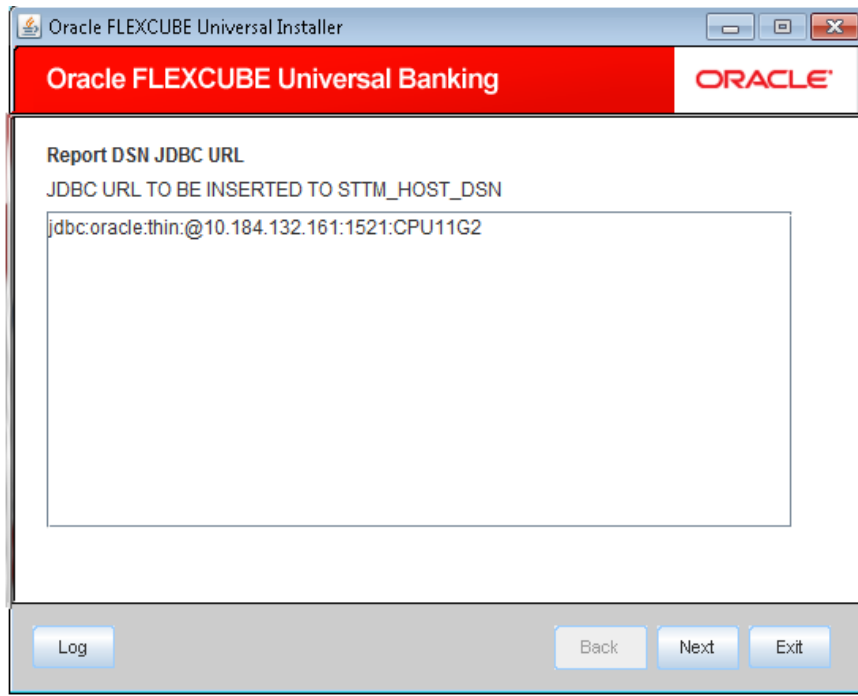 Oracle FLEXCUBE Universal Installer
Oracle FLEXCUBE Universal Banking
ORACLE
Report DSN JDBC URL
JDBC URL TO BE INSERTED TO STTM_HOST_DSN
jdbc:oracle:thin:@10.184.132.161:1521:CPU11G2
Log
Back
Next
Exit